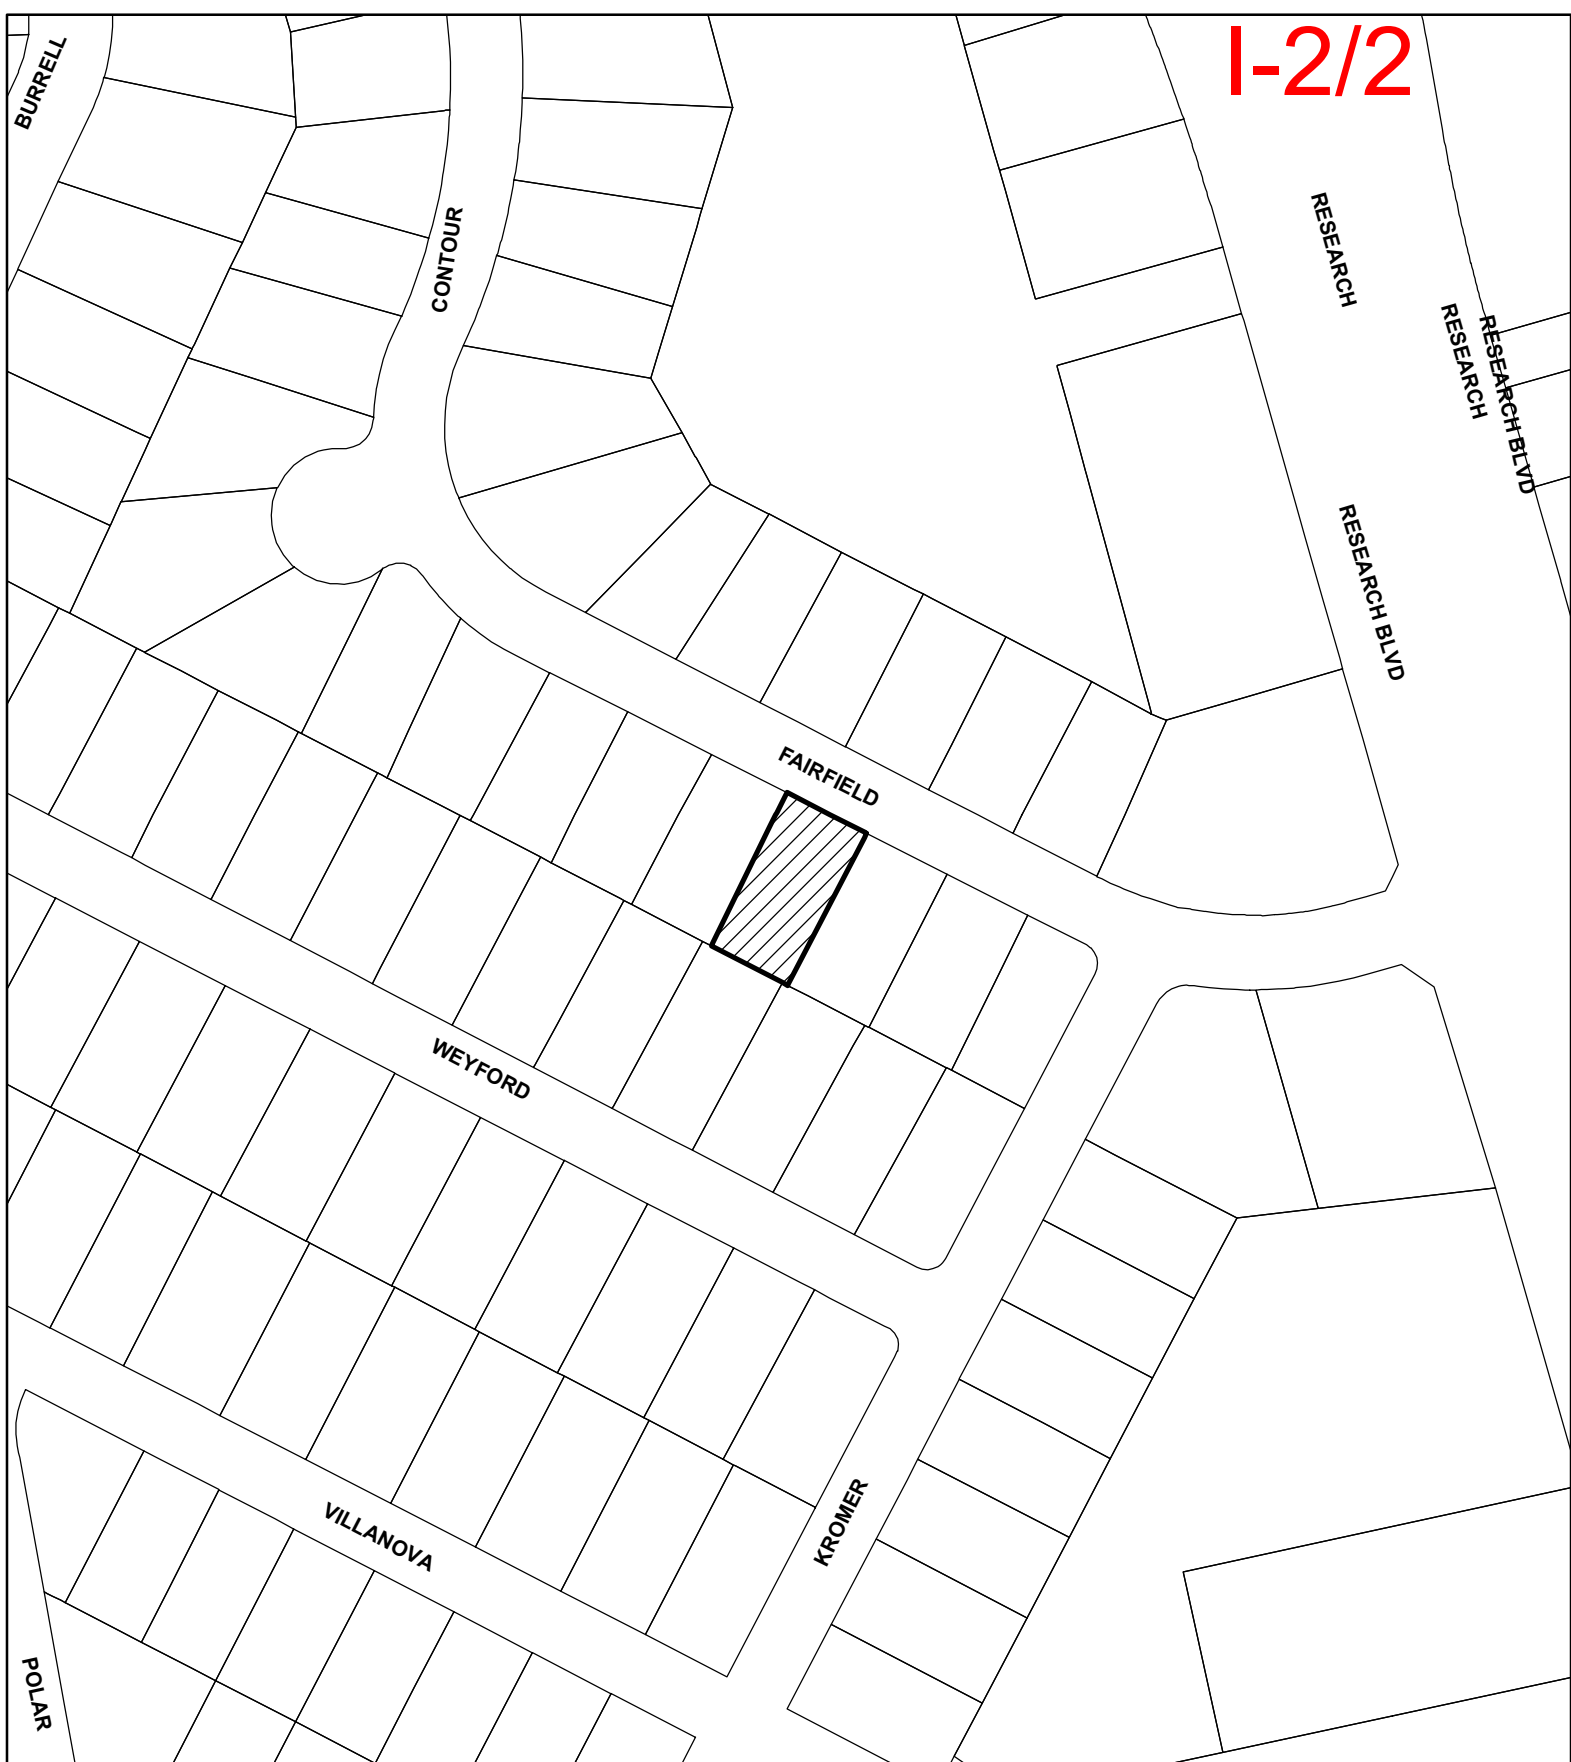 I-2/2
BURRELL
CONTOUR
RESEARCH
RESEARCH
RESEARCH BLVD
RESEARCH BLVD
FAIRFIELD
WEYFORD
VILLANOVA
KROMER
POLAR